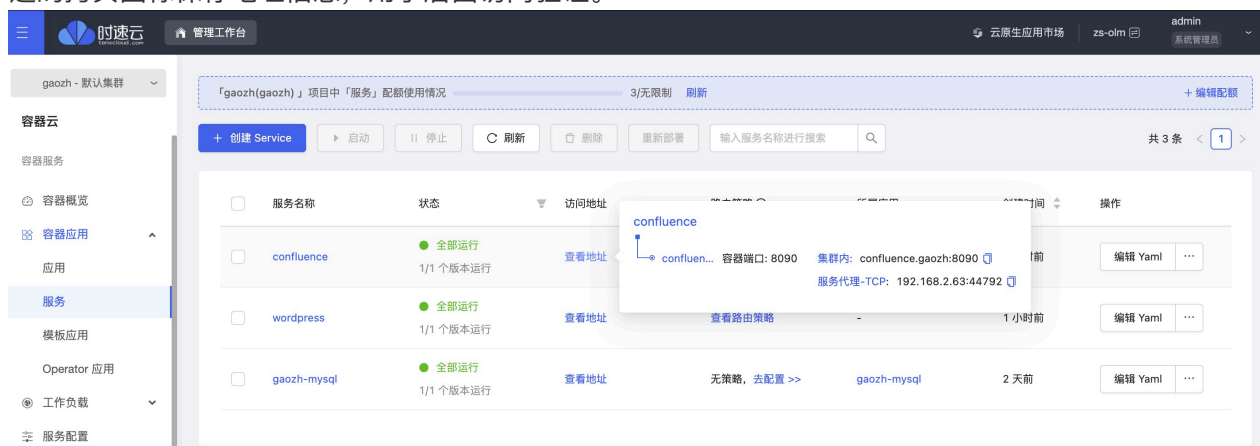 时速云 tenxcloud.com 管理工作台 云原生应用市场 zs-olm admin
系统管理员
gaozh - 默认集群
「gaozh(gaozh) 」项目中「服务」配额使用情况 3/无限制 刷新 + 编辑配额
容器云
+ 创建 Service 启动 停止 刷新 删除 重新部署 输入服务名称进行搜索 共 3 条 < 1 >
容器服务
容器概览
服务名称 状态 访问地址 操作
容器应用
confluence
confluence 全部运行 查看地址 编辑 Yaml ···
1/1 个版本运行
confluen... 容器端口: 8090 集群内: confluence.gaozh:8090
服务代理-TCP: 192.168.2.63:44792
应用
服务
wordpress 全部运行 查看地址 查看路由策略 - 1 小时前 编辑 Yaml ···
1/1 个版本运行
模板应用
Operator 应用
gaozh-mysql 全部运行 查看地址 无策略, 去配置 >> gaozh-mysql 2 天前 编辑 Yaml ···
1/1 个版本运行
工作负载
服务配置